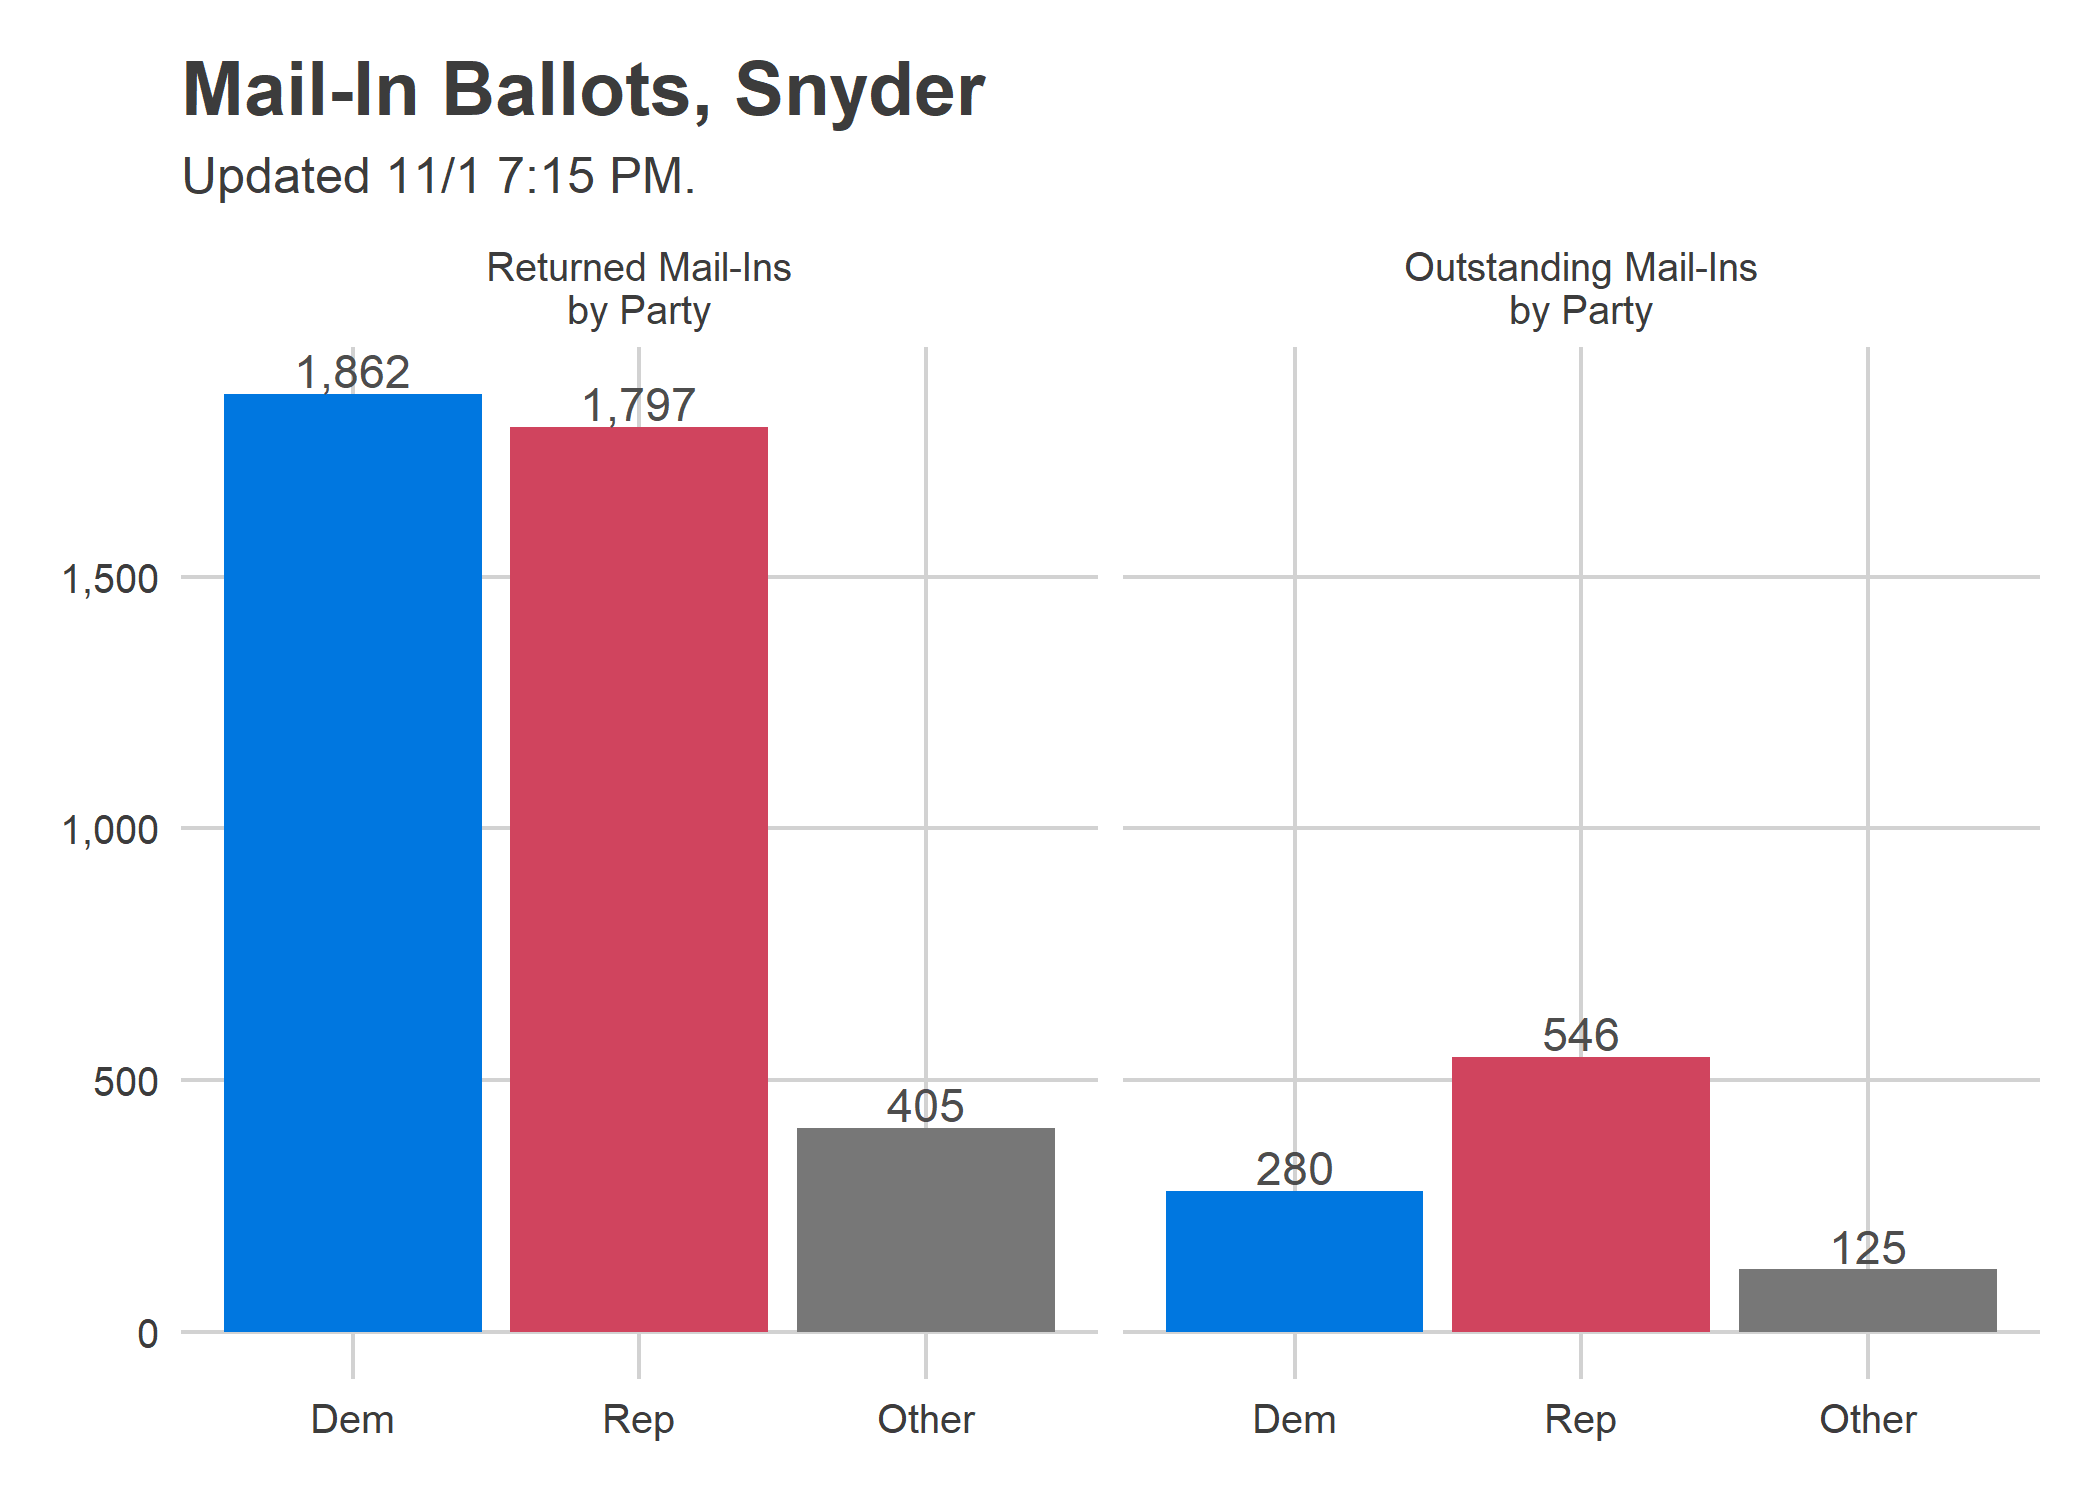 Mail-In Ballots, Snyder
Updated 11/1 7:15 PM.
Returned Mail-Ins
by Party
Outstanding Mail-Ins
by Party
1,862
1,797
405
280
546
125
1,500
1,000
500
0
Dem
Rep
Other
Dem
Rep
Other